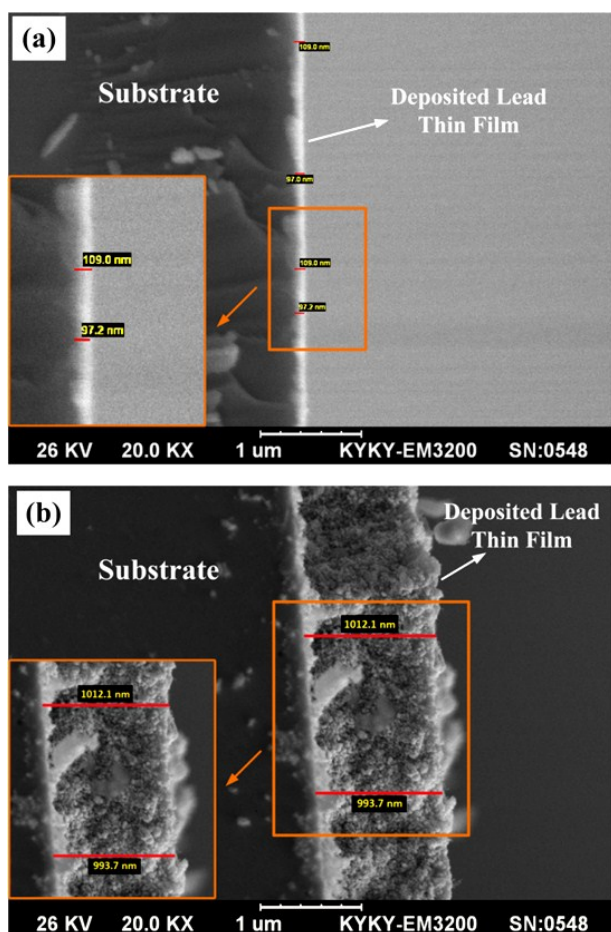 (a)
109.0 nm
Substrate
Deposited Lead
Thin Film
97.0 nm
109.0 nm
109.0 nm
97.2 nm
97.2 nm
26 KV 20.0 KX 1 um KYKY-EM3200 SN:0548
(b)
Deposited Lead
Thin Film
Substrate
1012.1 nm
1012.1 nm
993.7 nm
993.7 nm
26 KV 20.0 KX 1 um KYKY-EM3200 SN:0548